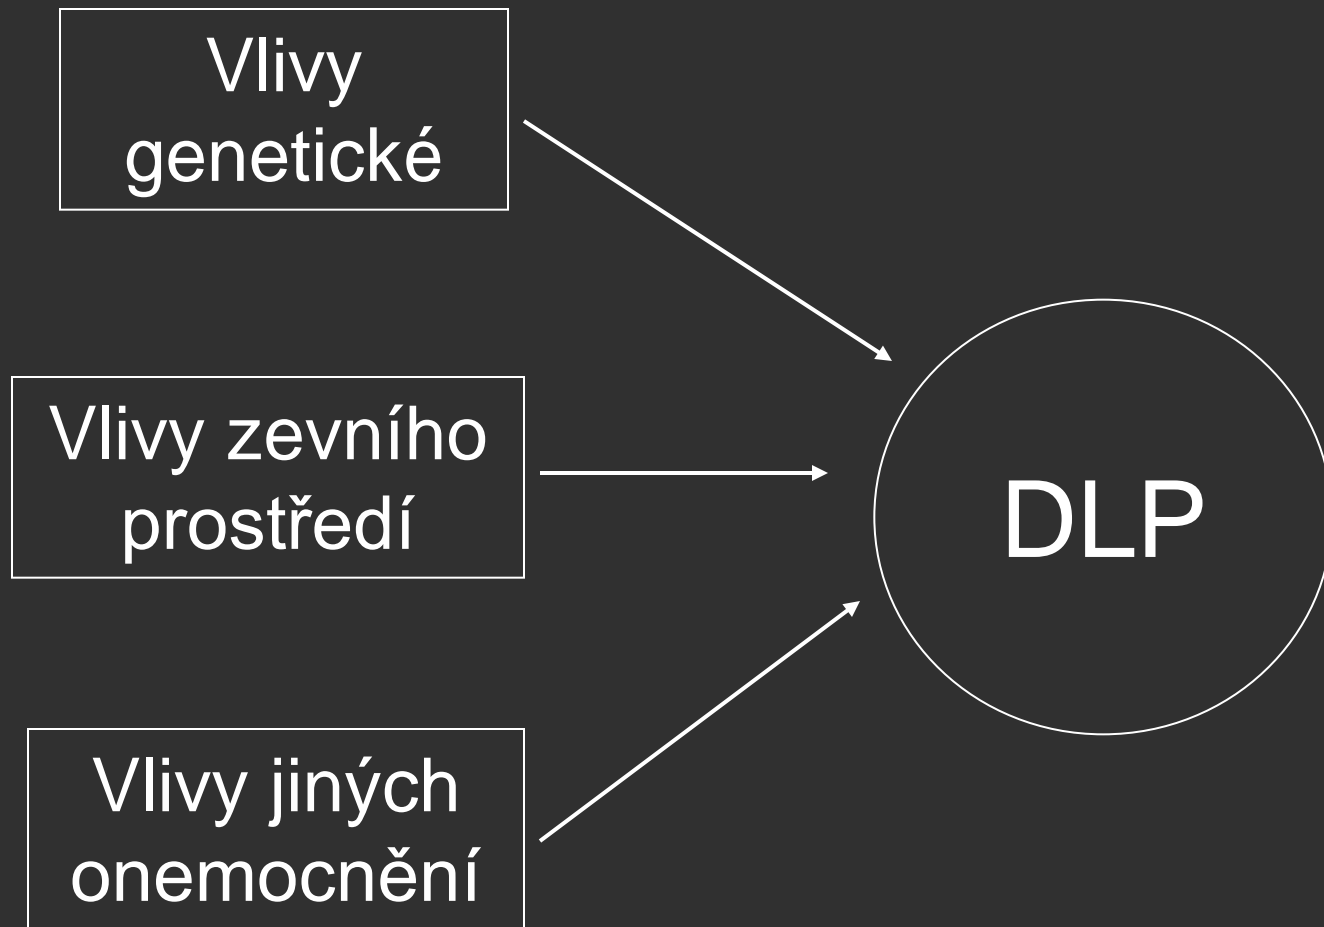 Vlivy
genetické
Vlivy zevního
prostředí
DLP
Vlivy jiných
onemocnění